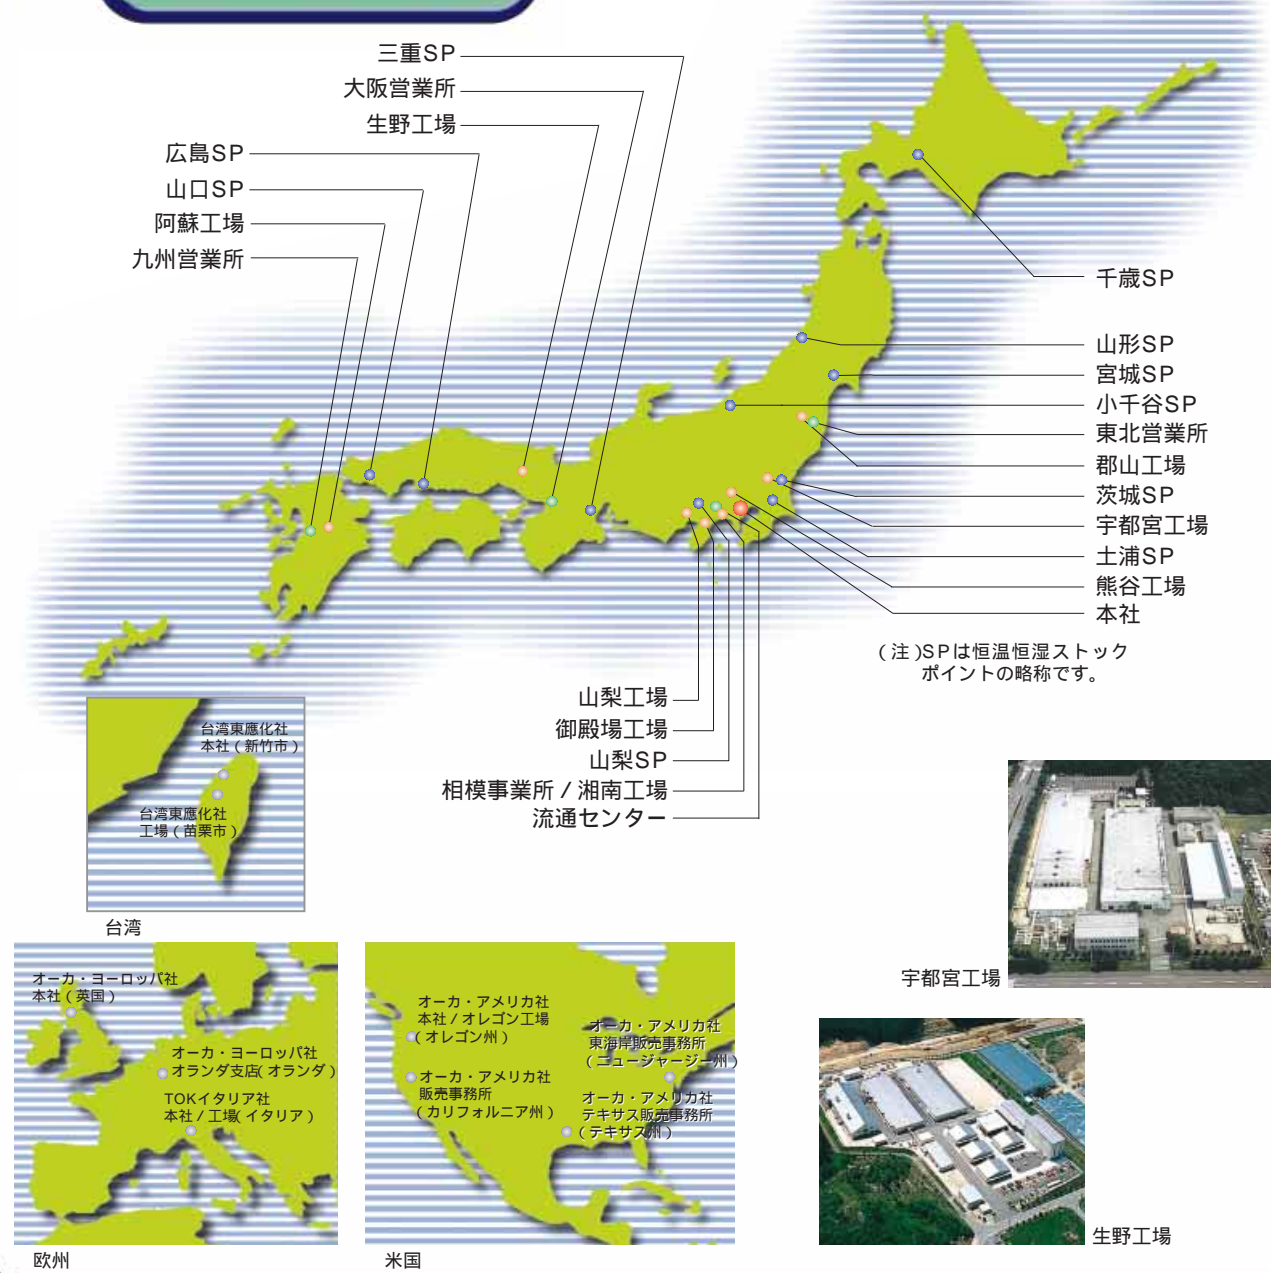 三重SP
大阪営業所
生野工場
広島SP
山口SP
阿蘇工場
九州営業所
千歳SP
山形SP
宮城SP
小千谷SP
東北営業所
郡山工場
茨城SP
宇都宮工場
土浦SP
熊谷工場
本社
(注)SPは恒温恒湿ストック
ポイントの略称です。
山梨工場
御殿場工場
山梨SP
相模事業所/湘南工場
流通センター
台湾東應化社
本社(新竹市)
台湾東應化社
工場(苗栗市)
台湾
オーカ・ヨーロッパ社
本社(英国)
オーカ・ヨーロッパ社
オランダ支店(オランダ)
TOKイタリア社
本社/工場(イタリア)
欧州
オーカ・アメリカ社
本社/オレゴン工場
(オレゴン州)
オーカ・アメリカ社
東海岸販売事務所
(ニュージャージー州)
オーカ・アメリカ社
販売事務所
(カリフォルニア州)
オーカ・アメリカ社
テキサス販売事務所
(テキサス州)
米国
宇都宮工場
生野工場